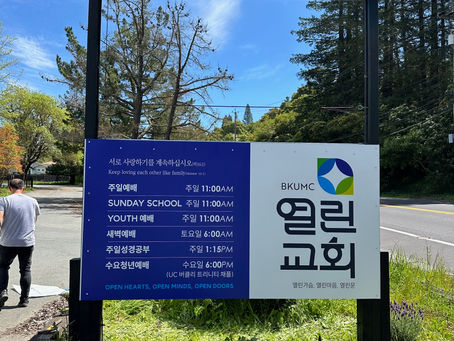 서로 사랑하기를 계속하십시오
Keep loving each other like family
주일예배 주일 11:00AM
SUNDAY SCHOOL 주일 11:00AM
YOUTH 예배 주일 11:00AM
새벽예배 토요일 6:00AM
주일성경공부 주일 1:15PM
수요청년예배 수요일 6:00PM
(UC 버클리 트리니티 채플)
OPEN HEARTS, OPEN MINDS, OPEN DOORS
BKUMC
열린
교회
열린가슴, 열린마음, 열린문